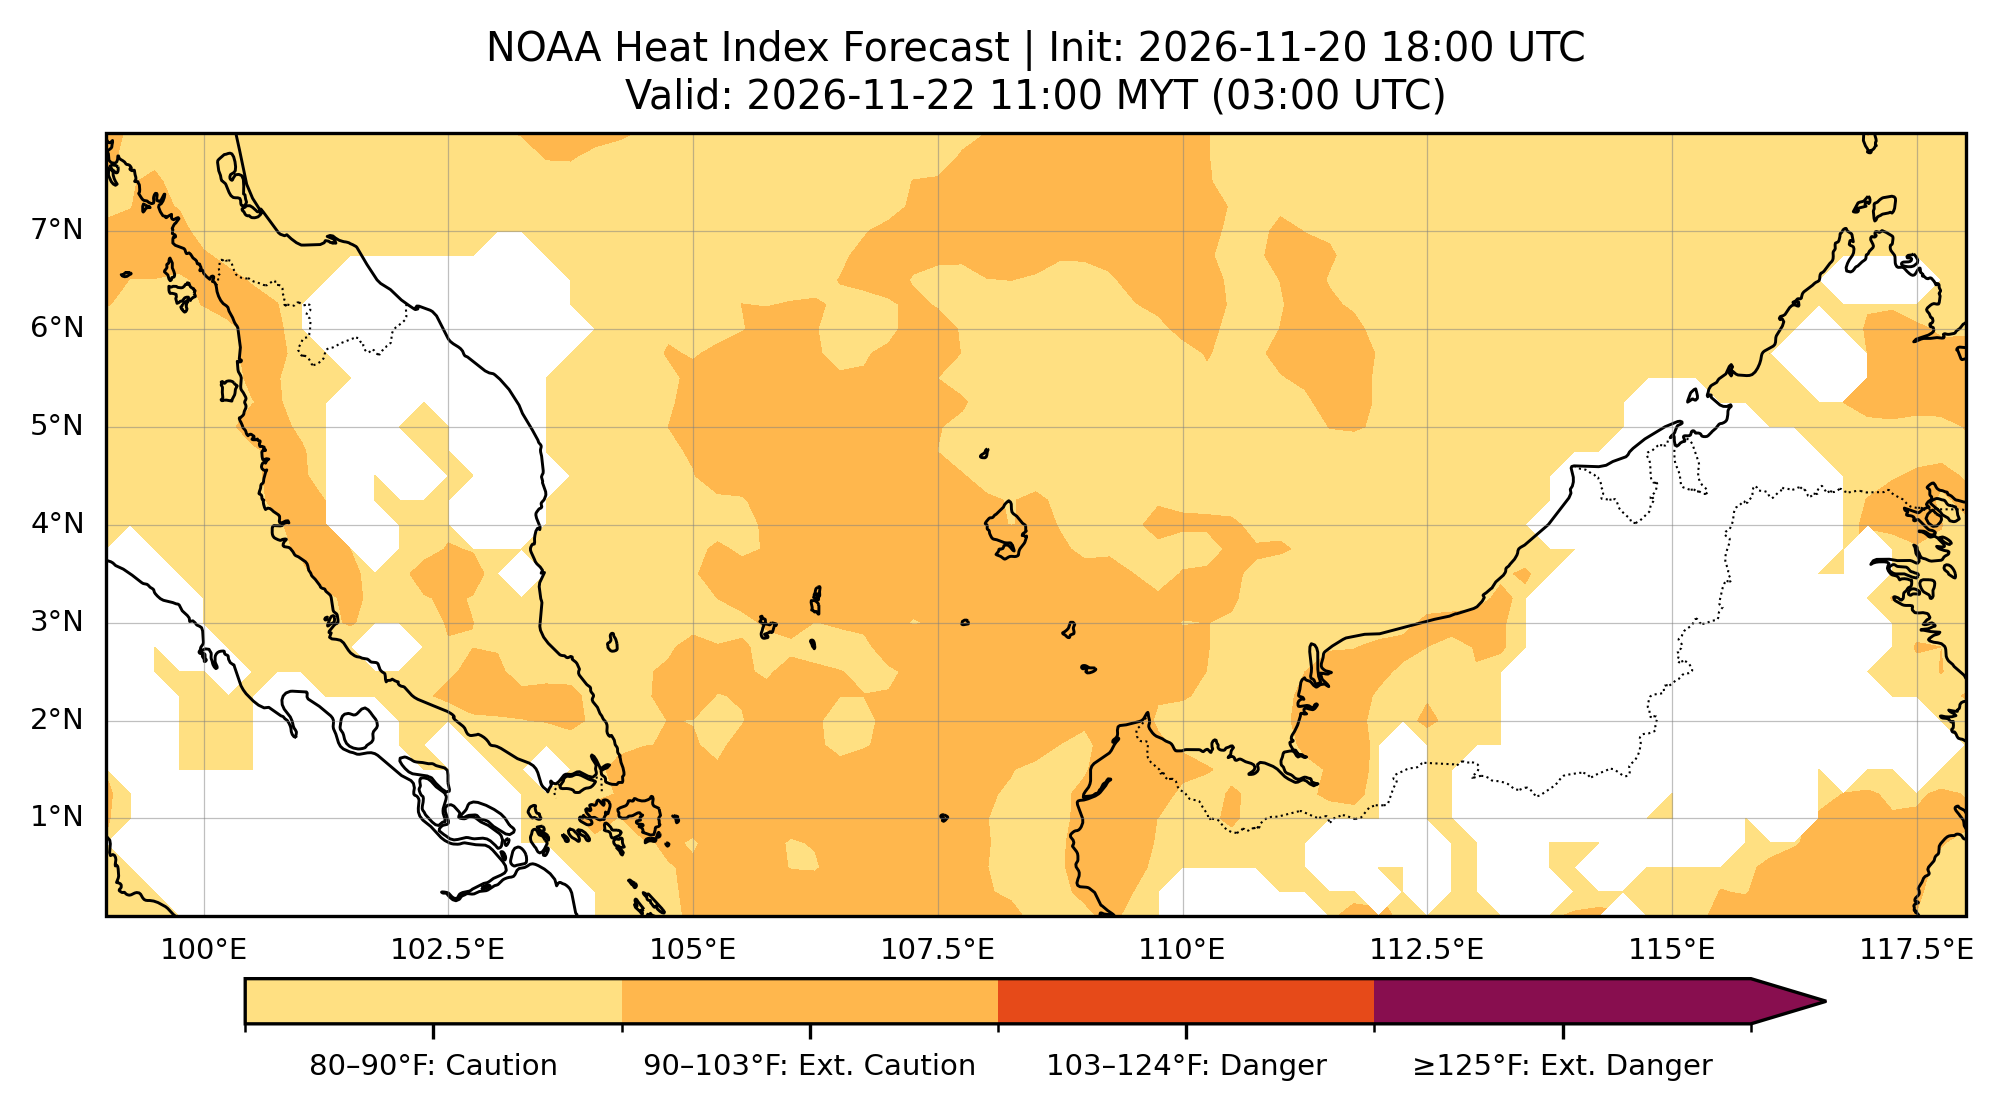 NOAA Heat Index Forecast | Init: 2026-11-20 18:00 UTC
Valid: 2026-11-22 11:00 MYT (03:00 UTC)
7°N
6°N
5°N
4°N
3°N
2°N
1°N
100°E 102.5°E 105°E 107.5°E 110°E 112.5°E 115°E 117.5°E
80–90°F: Caution 90–103°F: Ext. Caution 103–124°F: Danger ≥125°F: Ext. Danger